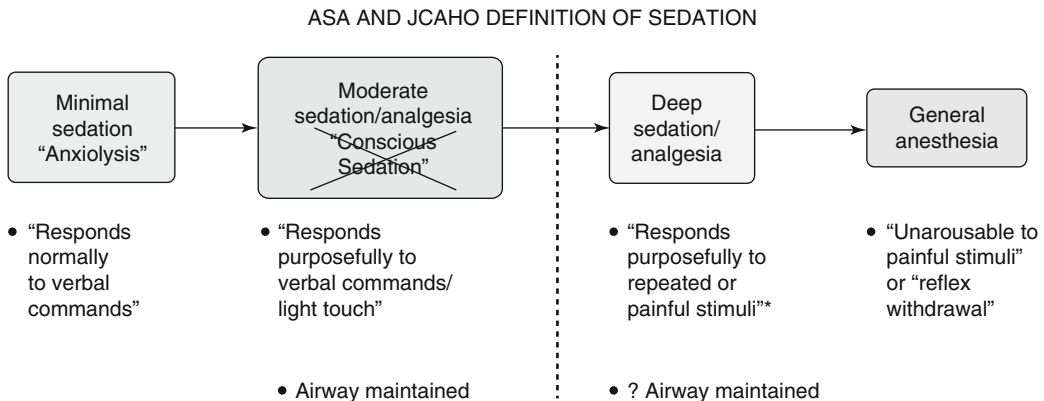 ASA AND JCAHO DEFINITION OF SEDATION
Minimal
sedation
“Anxiolysis”
Moderate
sedation/analgesia
“Conscious
Sedation”
Deep
sedation/
analgesia
General
anesthesia
• “Responds
normally
to verbal
commands”
• “Responds
purposefully to
verbal commands/
light touch”
• “Responds
purposefully to
repeated or
painful stimuli”*
• “Unarousable to
painful stimuli”
or “reflex
withdrawal”
• Airway maintained
• ? Airway maintained